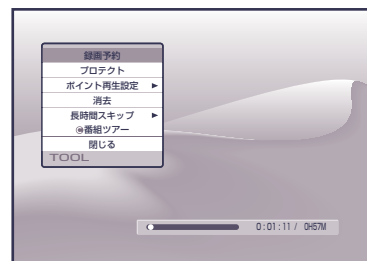 録画予約
プロテクト
ポイント再生設定 ►
消去
長時間スキップ ►
@番組ツアー
閉じる
TOOL
0:01:11 / 0H57M